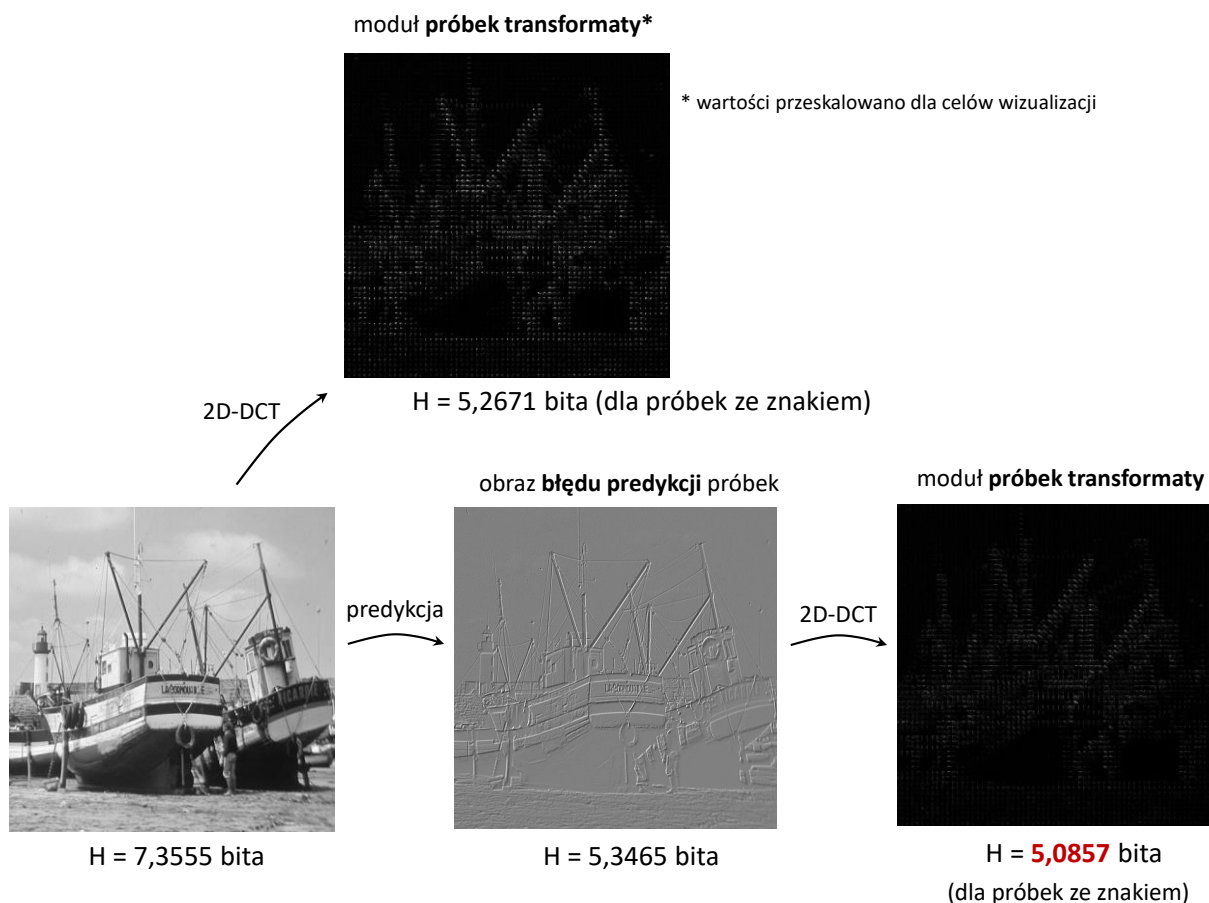 moduł próbek transformaty*
* wartości przeskalowano dla celów wizualizacji
2D-DCT
H = 5,2671 bita (dla próbek ze znakiem)
obraz błędu predykcji próbek
moduł próbek transformaty
predykcja
2D-DCT
H = 7,3555 bita
H = 5,3465 bita
H = 5,0857 bita
(dla próbek ze znakiem)